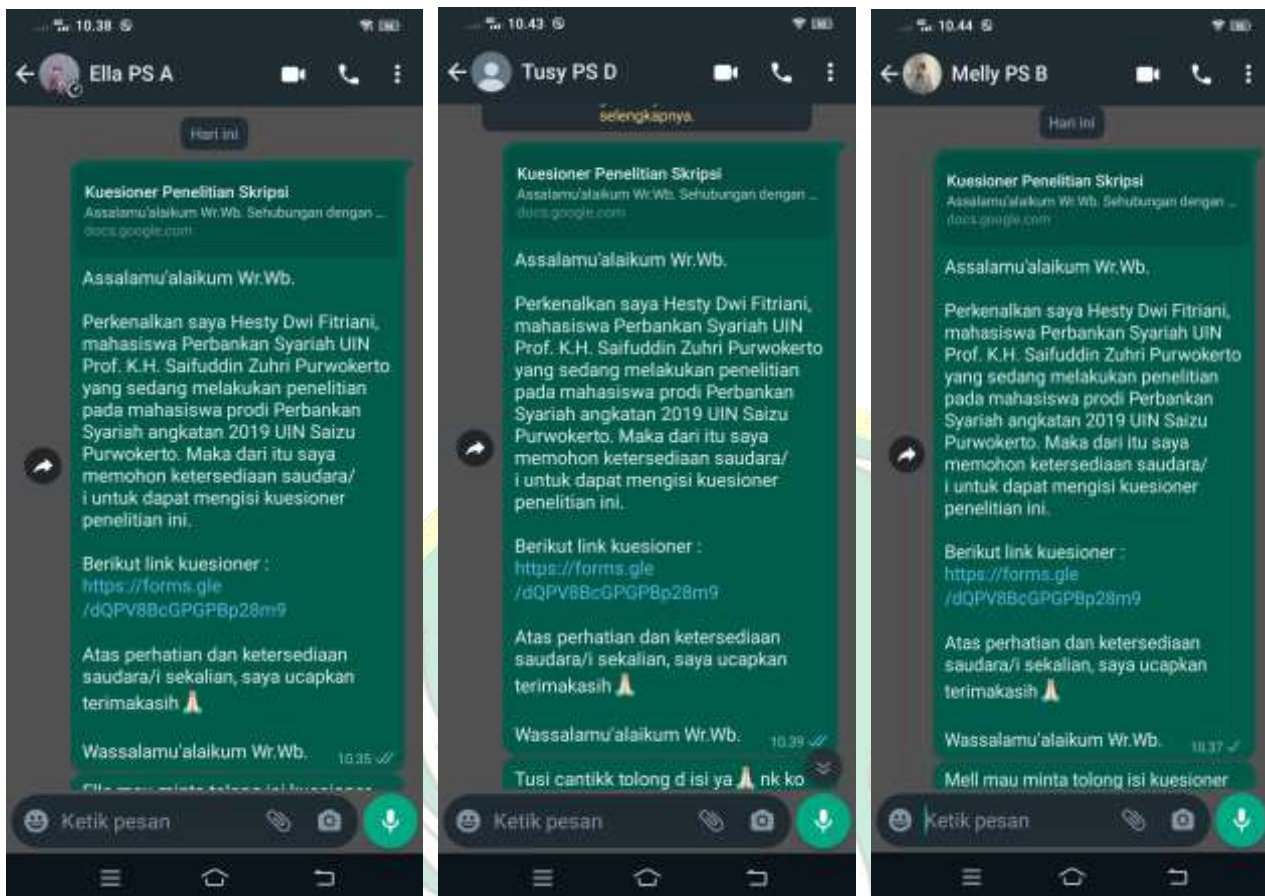 10.38
Ella PS A
Hari ini
Kuesioner Penelitian Skripsi
Assalamu'alaikum Wr.Wb. Sehubungan dengan ...
docs.google.com
Assalamu'alaikum Wr.Wb.
Perkenalkan saya Hesty Dwi Fitriani,
mahasiswa Perbankan Syariah UIN
Prof. K.H. Saifuddin Zuhri Purwokerto
yang sedang melakukan penelitian
pada mahasiswa prodi Perbankan
Syariah angkatan 2019 UIN Saizu
Purwokerto. Maka dari itu saya
memohon ketersediaan saudara/
i untuk dapat mengisi kuesioner
penelitian ini.
Berikut link kuesioner :
https://forms.gle
/dQPV8BcGPGPBp28m9
Atas perhatian dan ketersediaan
saudara/i sekalian, saya ucapkan
terimakasih 🙏🏻
Wassalamu'alaikum Wr.Wb.
10.35
Ella mau minta tolong isi kuesioner
Ketik pesan
10.43
Tusy PS D
selengkapnya.
Kuesioner Penelitian Skripsi
Assalamu'alaikum Wr.Wb. Sehubungan dengan ...
docs.google.com
Assalamu'alaikum Wr.Wb.
Perkenalkan saya Hesty Dwi Fitriani,
mahasiswa Perbankan Syariah UIN
Prof. K.H. Saifuddin Zuhri Purwokerto
yang sedang melakukan penelitian
pada mahasiswa prodi Perbankan
Syariah angkatan 2019 UIN Saizu
Purwokerto. Maka dari itu saya
memohon ketersediaan saudara/
i untuk dapat mengisi kuesioner
penelitian ini.
Berikut link kuesioner :
https://forms.gle
/dQPV8BcGPGPBp28m9
Atas perhatian dan ketersediaan
saudara/i sekalian, saya ucapkan
terimakasih 🙏🏻
Wassalamu'alaikum Wr.Wb.
10.39
Tusi cantikk tolong d isi ya 🙏🏻 nk ko
Ketik pesan
10.44
Melly PS B
Hari ini
Kuesioner Penelitian Skripsi
Assalamu'alaikum Wr.Wb. Sehubungan dengan ...
docs.google.com
Assalamu'alaikum Wr.Wb.
Perkenalkan saya Hesty Dwi Fitriani,
mahasiswa Perbankan Syariah UIN
Prof. K.H. Saifuddin Zuhri Purwokerto
yang sedang melakukan penelitian
pada mahasiswa prodi Perbankan
Syariah angkatan 2019 UIN Saizu
Purwokerto. Maka dari itu saya
memohon ketersediaan saudara/
i untuk dapat mengisi kuesioner
penelitian ini.
Berikut link kuesioner :
https://forms.gle
/dQPV8BcGPGPBp28m9
Atas perhatian dan ketersediaan
saudara/i sekalian, saya ucapkan
terimakasih 🙏🏻
Wassalamu'alaikum Wr.Wb.
10.37
Mell mau minta tolong isi kuesioner
Ketik pesan